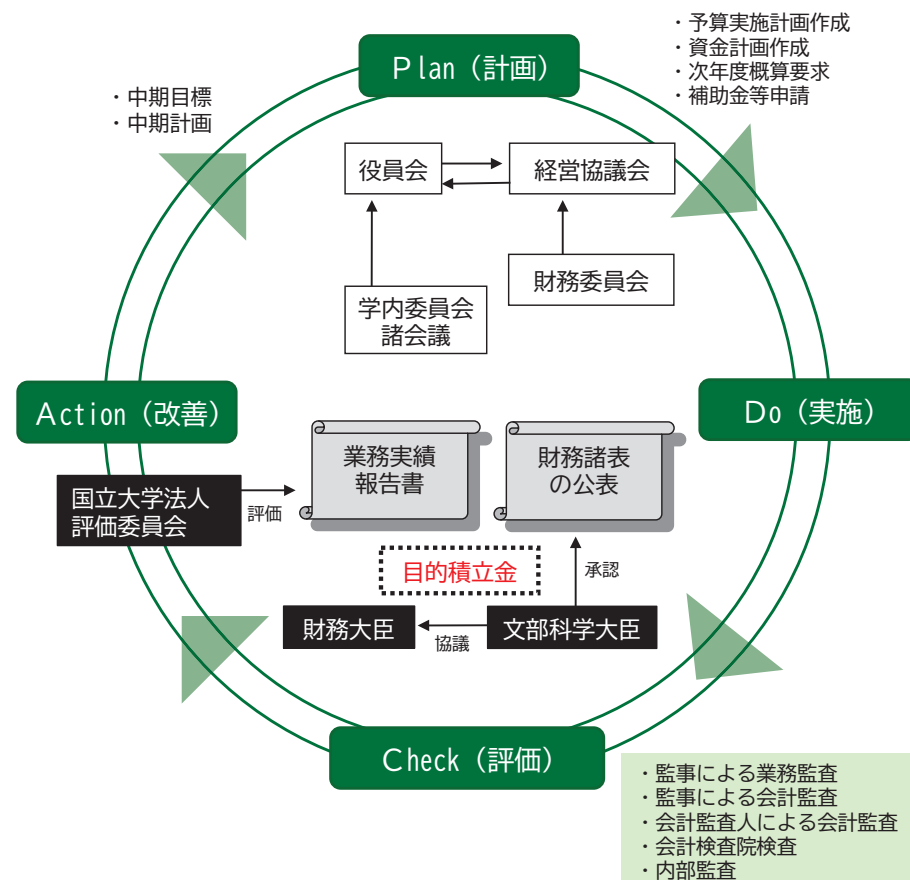 Plan（計画）
・予算実施計画作成
・資金計画作成
・次年度概算要求
・補助金等申請
・中期目標
・中期計画
役員会
経営協議会
財務委員会
学内委員会
諸会議
Action（改善）
Do（実施）
業務実績
報告書
財務諸表
の公表
国立大学法人
評価委員会
評価
目的積立金
承認
財務大臣
協議
文部科学大臣
Check（評価）
・監事による業務監査
・監事による会計監査
・会計監査人による会計監査
・会計検査院検査
・内部監査